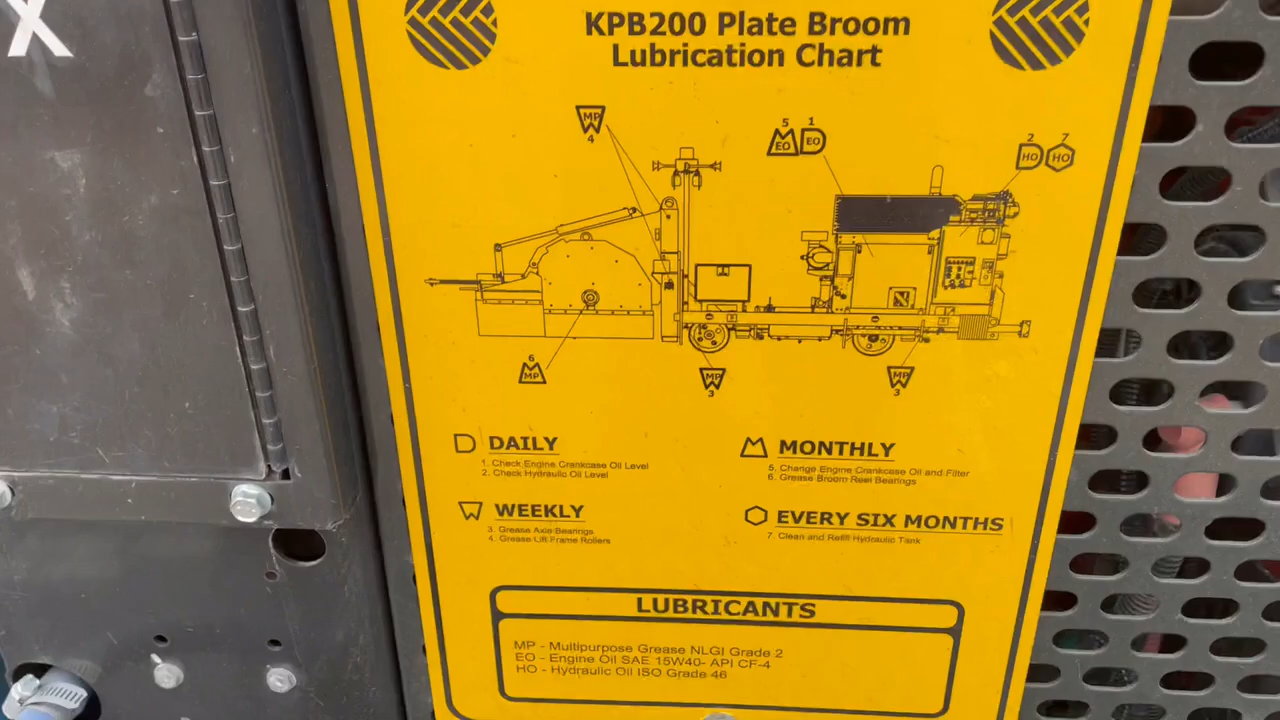 X
KPB200 Plate Broom
Lubrication Chart
MP
4
5
EO
1
EO
2
HO
7
HO
6
MP
MP
3
MP
3
DAILY
1. Check Engine Crankcase Oil Level
2. Check Hydraulic Oil Level
MONTHLY
5. Change Engine Crankcase Oil and Filter
6. Grease Broom Reel Bearings
WEEKLY
3. Grease Axle Bearings
4. Grease Lift Frame Rollers
EVERY SIX MONTHS
7. Clean and Refill Hydraulic Tank
LUBRICANTS
MP - Multipurpose Grease NLGI Grade 2
EO - Engine Oil SAE 15W40- API CF-4
HO - Hydraulic Oil ISO Grade 46